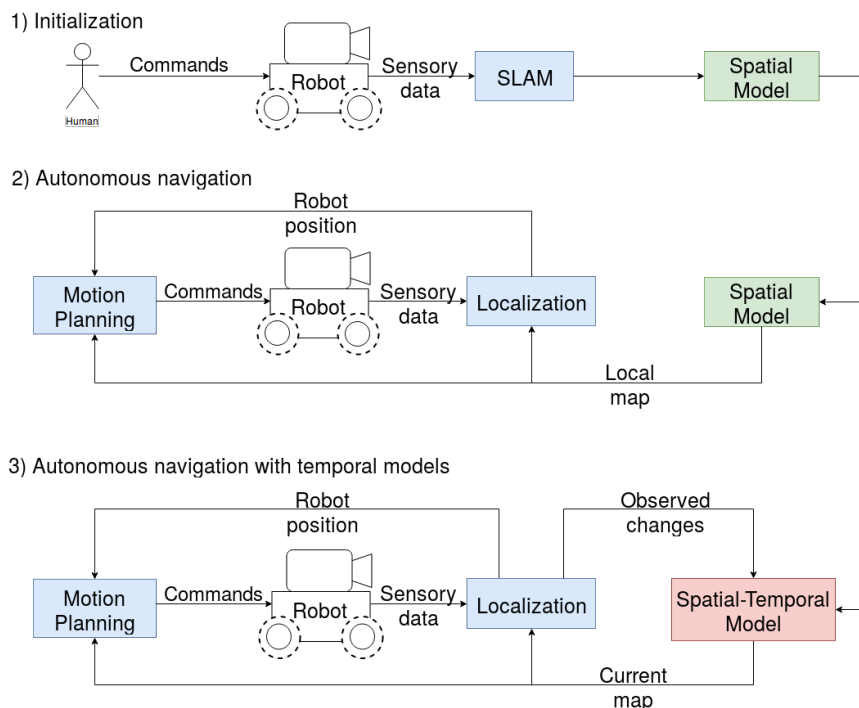 1) Initialization
Commands
Robot
Sensory
data
SLAM
Spatial
Model
Human
2) Autonomous navigation
Robot
position
Motion
Planning
Commands
Robot
Sensory
data
Localization
Spatial
Model
Local
map
3) Autonomous navigation with temporal models
Robot
position
Observed
changes
Motion
Planning
Commands
Robot
Sensory
data
Localization
Spatial-Temporal
Model
Current
map